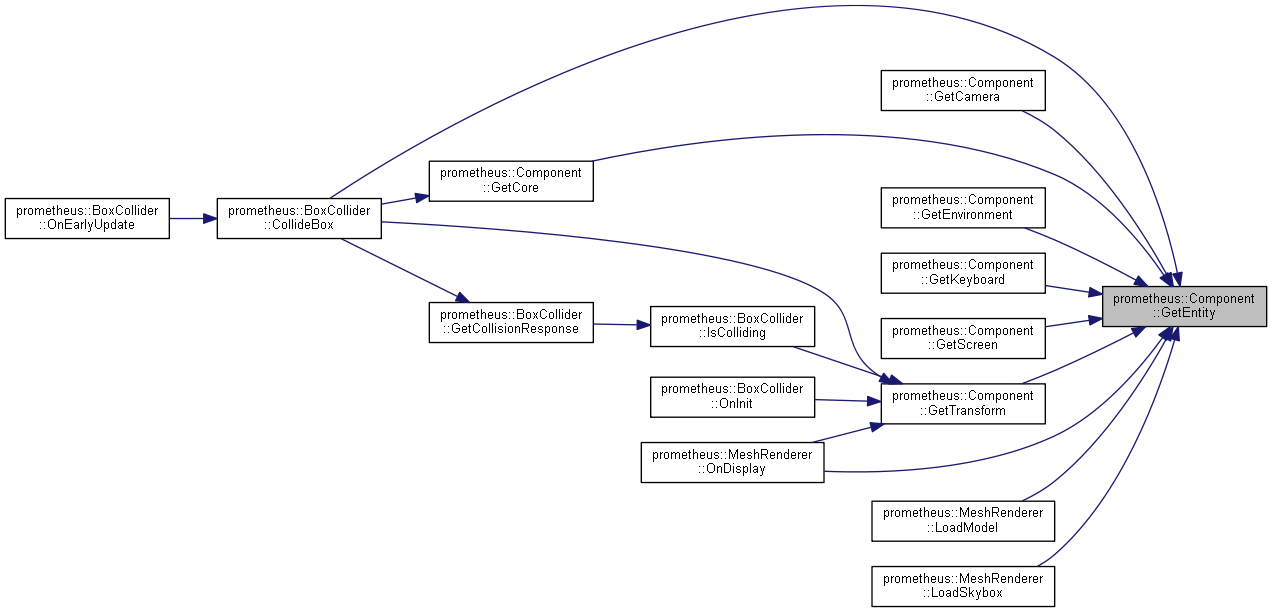 prometheus::Component
::GetCamera
prometheus::Component
::GetCore
prometheus::Component
::GetEnvironment
prometheus::BoxCollider
::OnEarlyUpdate
prometheus::BoxCollider
::CollideBox
prometheus::Component
::GetKeyboard
prometheus::Component
::GetEntity
prometheus::BoxCollider
::GetCollisionResponse
prometheus::BoxCollider
::IsColliding
prometheus::Component
::GetScreen
prometheus::BoxCollider
::OnInit
prometheus::Component
::GetTransform
prometheus::MeshRenderer
::OnDisplay
prometheus::MeshRenderer
::LoadModel
prometheus::MeshRenderer
::LoadSkybox